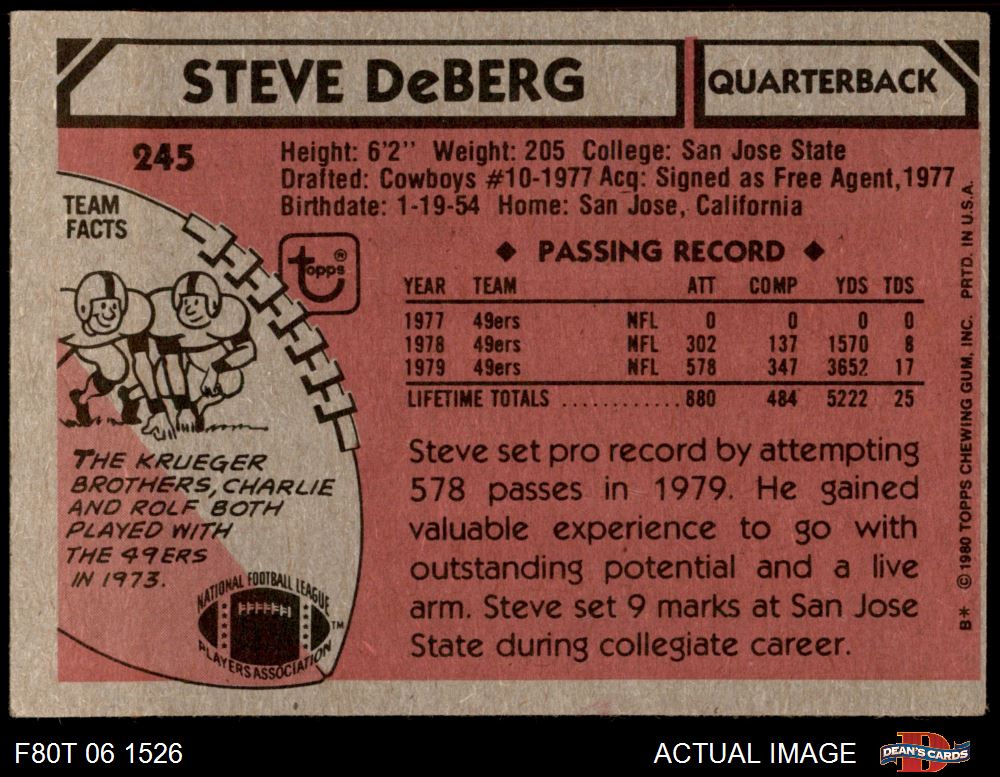 STEVE DeBERG
QUARTERBACK
245
Height: 6'2'' Weight: 205 College: San Jose State
Drafted: Cowboys #10-1977 Acq: Signed as Free Agent, 1977
Birthdate: 1-19-54 Home: San Jose, California
TEAM
FACTS
topps®
◆ PASSING RECORD ◆
YEAR TEAM ATT COMP YDS TDS
1977 49ers NFL 0 0 0 0
1978 49ers NFL 302 137 1570 8
1979 49ers NFL 578 347 3652 17
LIFETIME TOTALS ............ 880 484 5222 25
THE KRUEGER
BROTHERS, CHARLIE
AND ROLF BOTH
PLAYED WITH
THE 49ERS
IN 1973.
NATIONAL FOOTBALL LEAGUE
PLAYERS ASSOCIATION
TM
Steve set pro record by attempting
578 passes in 1979. He gained
valuable experience to go with
outstanding potential and a live
arm. Steve set 9 marks at San Jose
State during collegiate career.
B* © 1980 TOPPS CHEWING GUM, INC. PRTD. IN U.S.A.
F80T 06 1526
ACTUAL IMAGE
DEAN'S CARDS